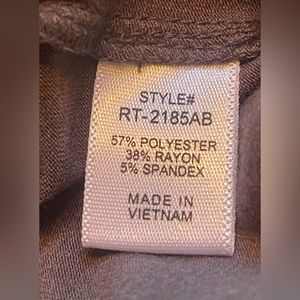 STYLE#
RT-2185AB
57% POLYESTER
38% RAYON
5% SPANDEX
MADE IN
VIETNAM